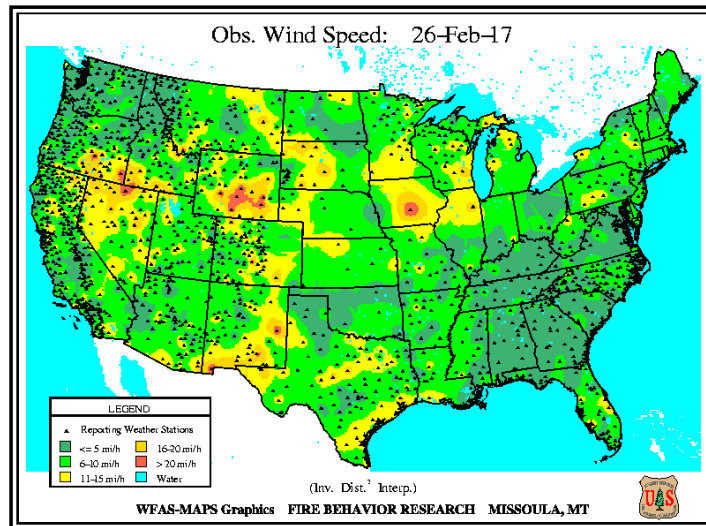 Obs. Wind Speed: 26-Feb-17
LEGEND
Reporting Weather Stations
<= 5 mi/h
16-20 mi/h
6-10 mi/h
> 20 mi/h
11-15 mi/h
Water
(Inv. Dist.² Interp.)
WFAS-MAPS Graphics FIRE BEHAVIOR RESEARCH MISSOULA, MT
U S